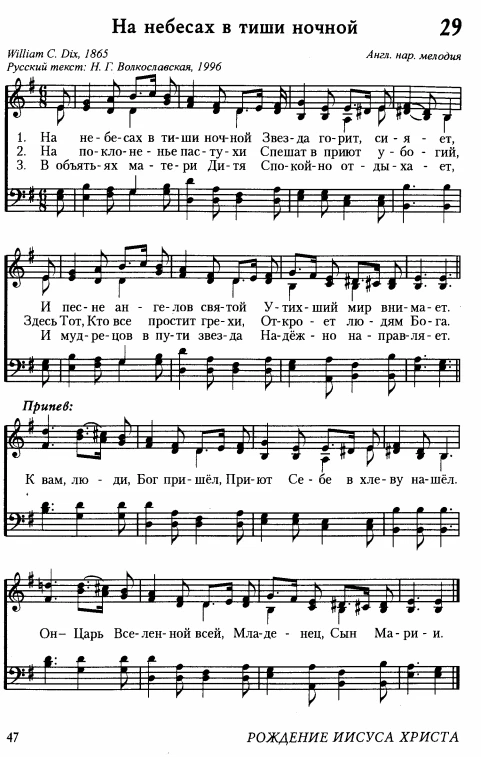 На небесах в тиши ночной 29
William C. Dix, 1865 Англ. нар. мелодия
Русский текст: Н. Г. Волкославская, 1996
1. На не-бе-сах в ти-ши ноч-ной Звез-да го-рит, си-я-ет,
2. На по-кло-не-нье пас-ту-хи Спешат в приют у-бо-гий,
3. В объять-ях ма-те-ри Ди-тя Спо-кой-но от-ды-ха-ет,
И пес-не ан-ге-лов свя-той У-тих-ший мир вни-ма-ет.
Здесь Тот, Кто все простит гре-хи, От-кро-ет лю-дям Бо-га.
И муд-ре-цов в пу-ти звез-да На-дёж-но на-прав-ля-ет.
Припев:
К вам, лю-ди, Бог при-шёл, При-ют Се-бе в хле-ву на-шёл.
Он– Царь Все-лен-ной всей, Мла-де-нец, Сын Ма-ри-и.
47 РОЖДЕНИЕ ИИСУСА ХРИСТА